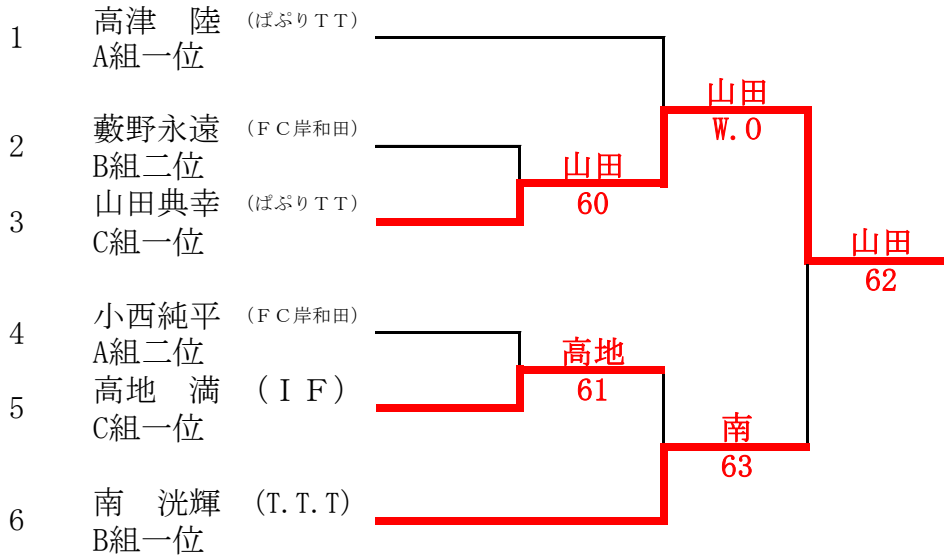 1 高津　陸 （ぱぷりＴＴ）
A組一位
2 藪野永遠 （ＦＣ岸和田）
B組二位
3 山田典幸 （ぱぷりＴＴ）
C組一位
4 小西純平 （ＦＣ岸和田）
A組二位
5 高地　満 （ＩＦ）
C組一位
6 南　洸輝 (T.T.T)
B組一位
山田
60
高地
61
山田
W.O
南
63
山田
62